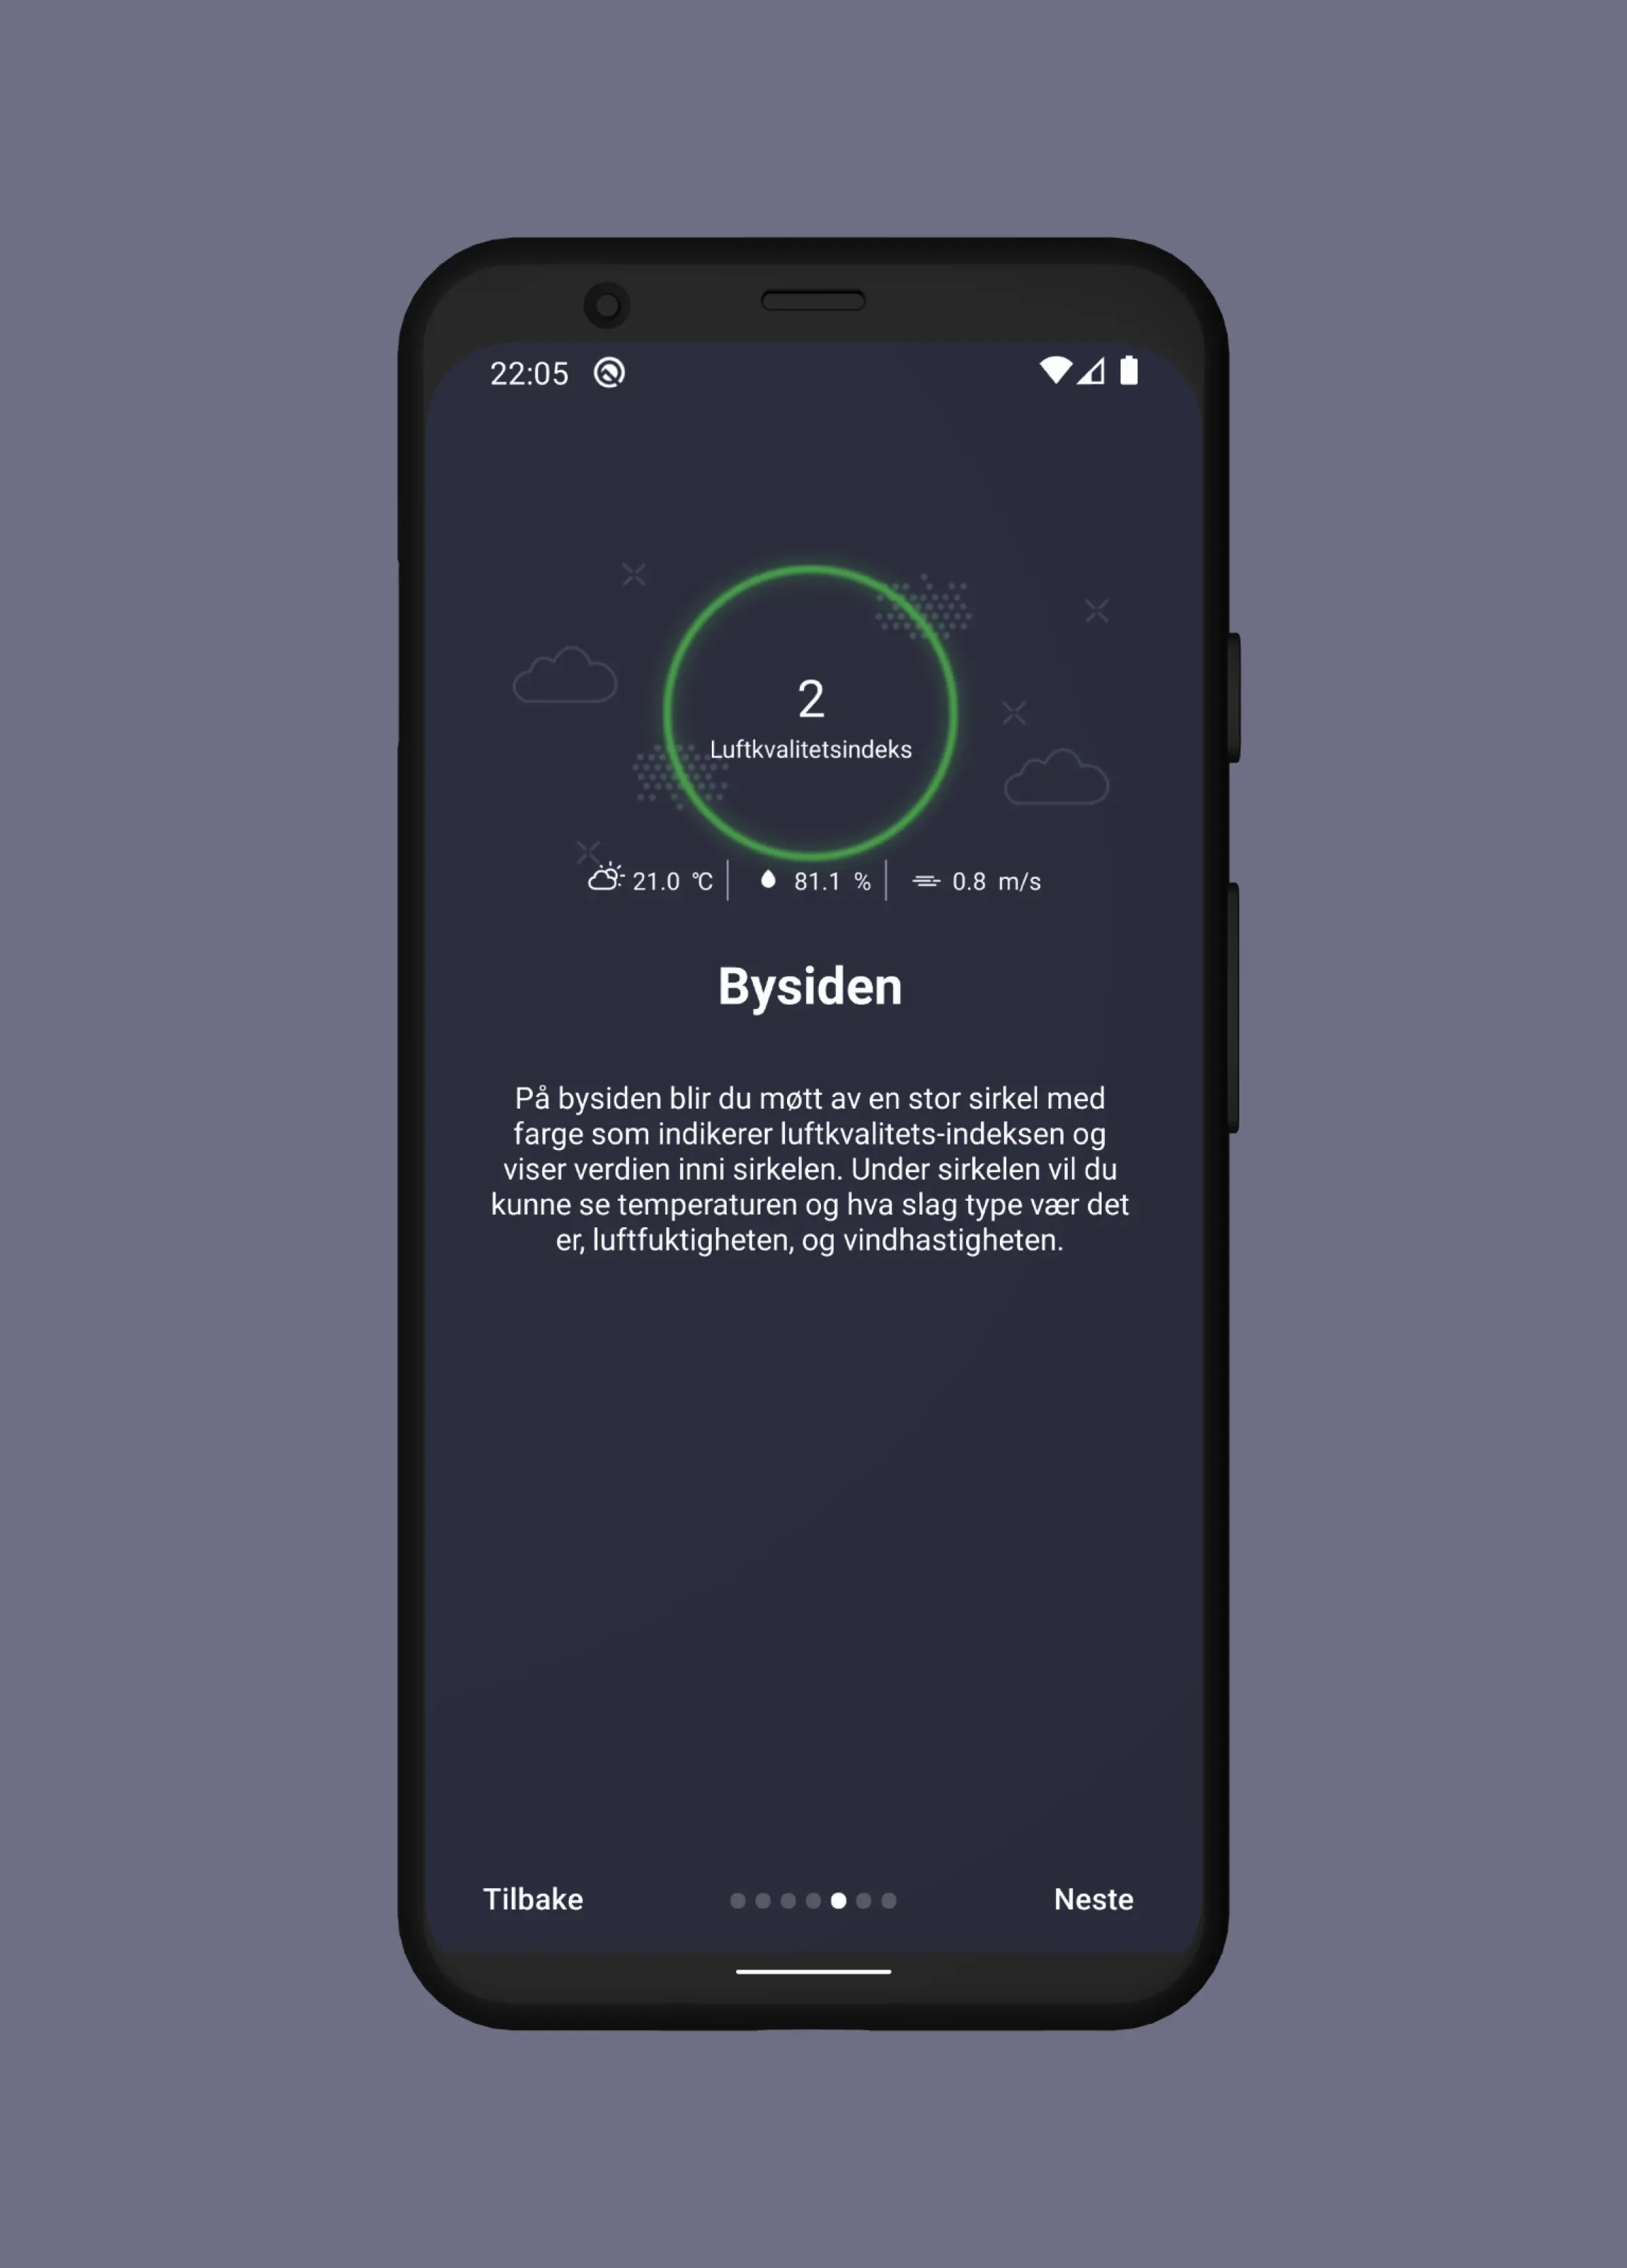 22:05
2
Luftkvalitetsindeks
21.0 °C 81.1 % 0.8 m/s
Bysiden
På bysiden blir du møtt av en stor sirkel med
farge som indikerer luftkvalitets-indeksen og
viser verdien inni sirkelen. Under sirkelen vil du
kunne se temperaturen og hva slag type vær det
er, luftfuktigheten, og vindhastigheten.
Tilbake Neste